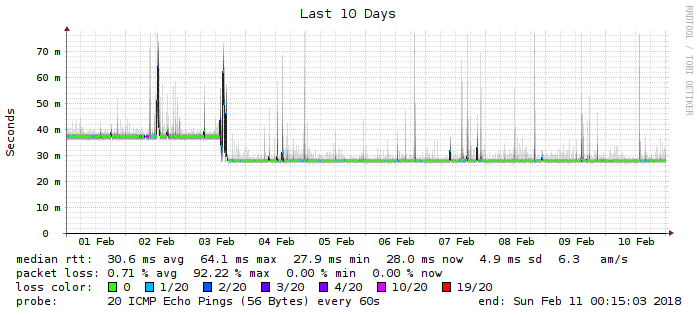 Last 10 Days
RRDTOOL / TOBI OETIKER
Seconds
70 m
60 m
50 m
40 m
30 m
20 m
10 m
0
01 Feb 02 Feb 03 Feb 04 Feb 05 Feb 06 Feb 07 Feb 08 Feb 09 Feb 10 Feb
median rtt: 30.6 ms avg 64.1 ms max 27.9 ms min 28.0 ms now 4.9 ms sd 6.3 am/s
packet loss: 0.71 % avg 92.22 % max 0.00 % min 0.00 % now
loss color: 0 1/20 2/20 3/20 4/20 10/20 19/20
probe: 20 ICMP Echo Pings (56 Bytes) every 60s end: Sun Feb 11 00:15:03 2018